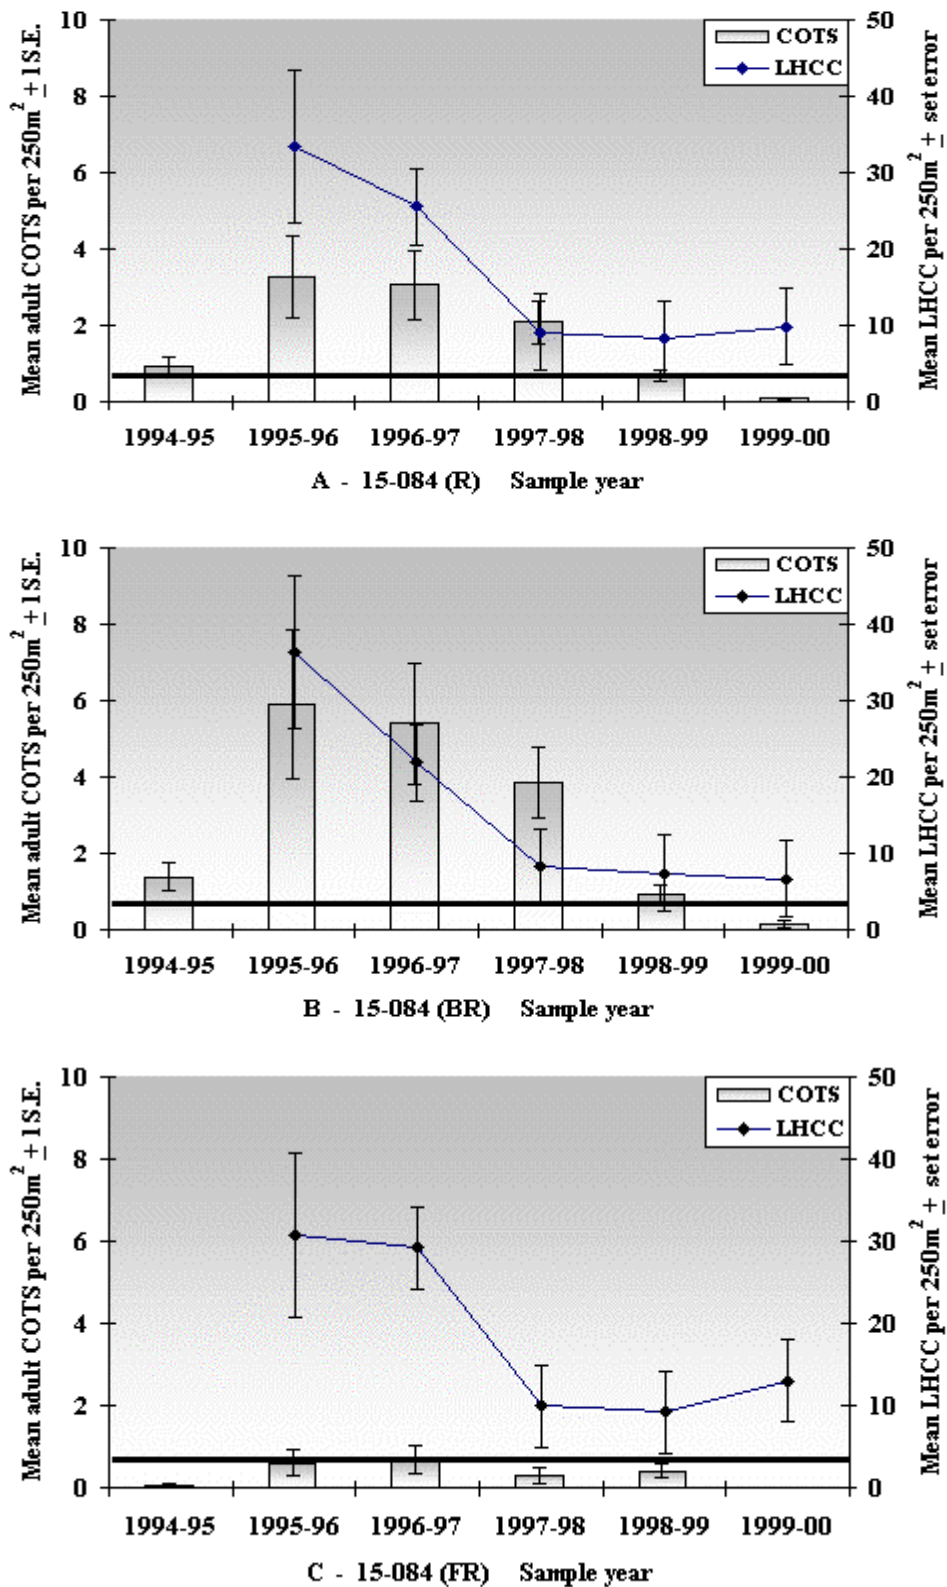 Mean adult COTS per 250m² ± 1 S.E.
10
8
6
4
2
0
COTS
LHCC
50
40
30
20
10
0
Mean LHCC per 250m² ± set error
1994-95 1995-96 1996-97 1997-98 1998-99 1999-00
A - 15-084 (R) Sample year
Mean adult COTS per 250m² ± 1 S.E.
10
8
6
4
2
0
COTS
LHCC
50
40
30
20
10
0
Mean LHCC per 250m² ± set error
1994-95 1995-96 1996-97 1997-98 1998-99 1999-00
B - 15-084 (BR) Sample year
Mean adult COTS per 250m² ± 1 S.E.
10
8
6
4
2
0
COTS
LHCC
50
40
30
20
10
0
Mean LHCC per 250m² ± set error
1994-95 1995-96 1996-97 1997-98 1998-99 1999-00
C - 15-084 (FR) Sample year